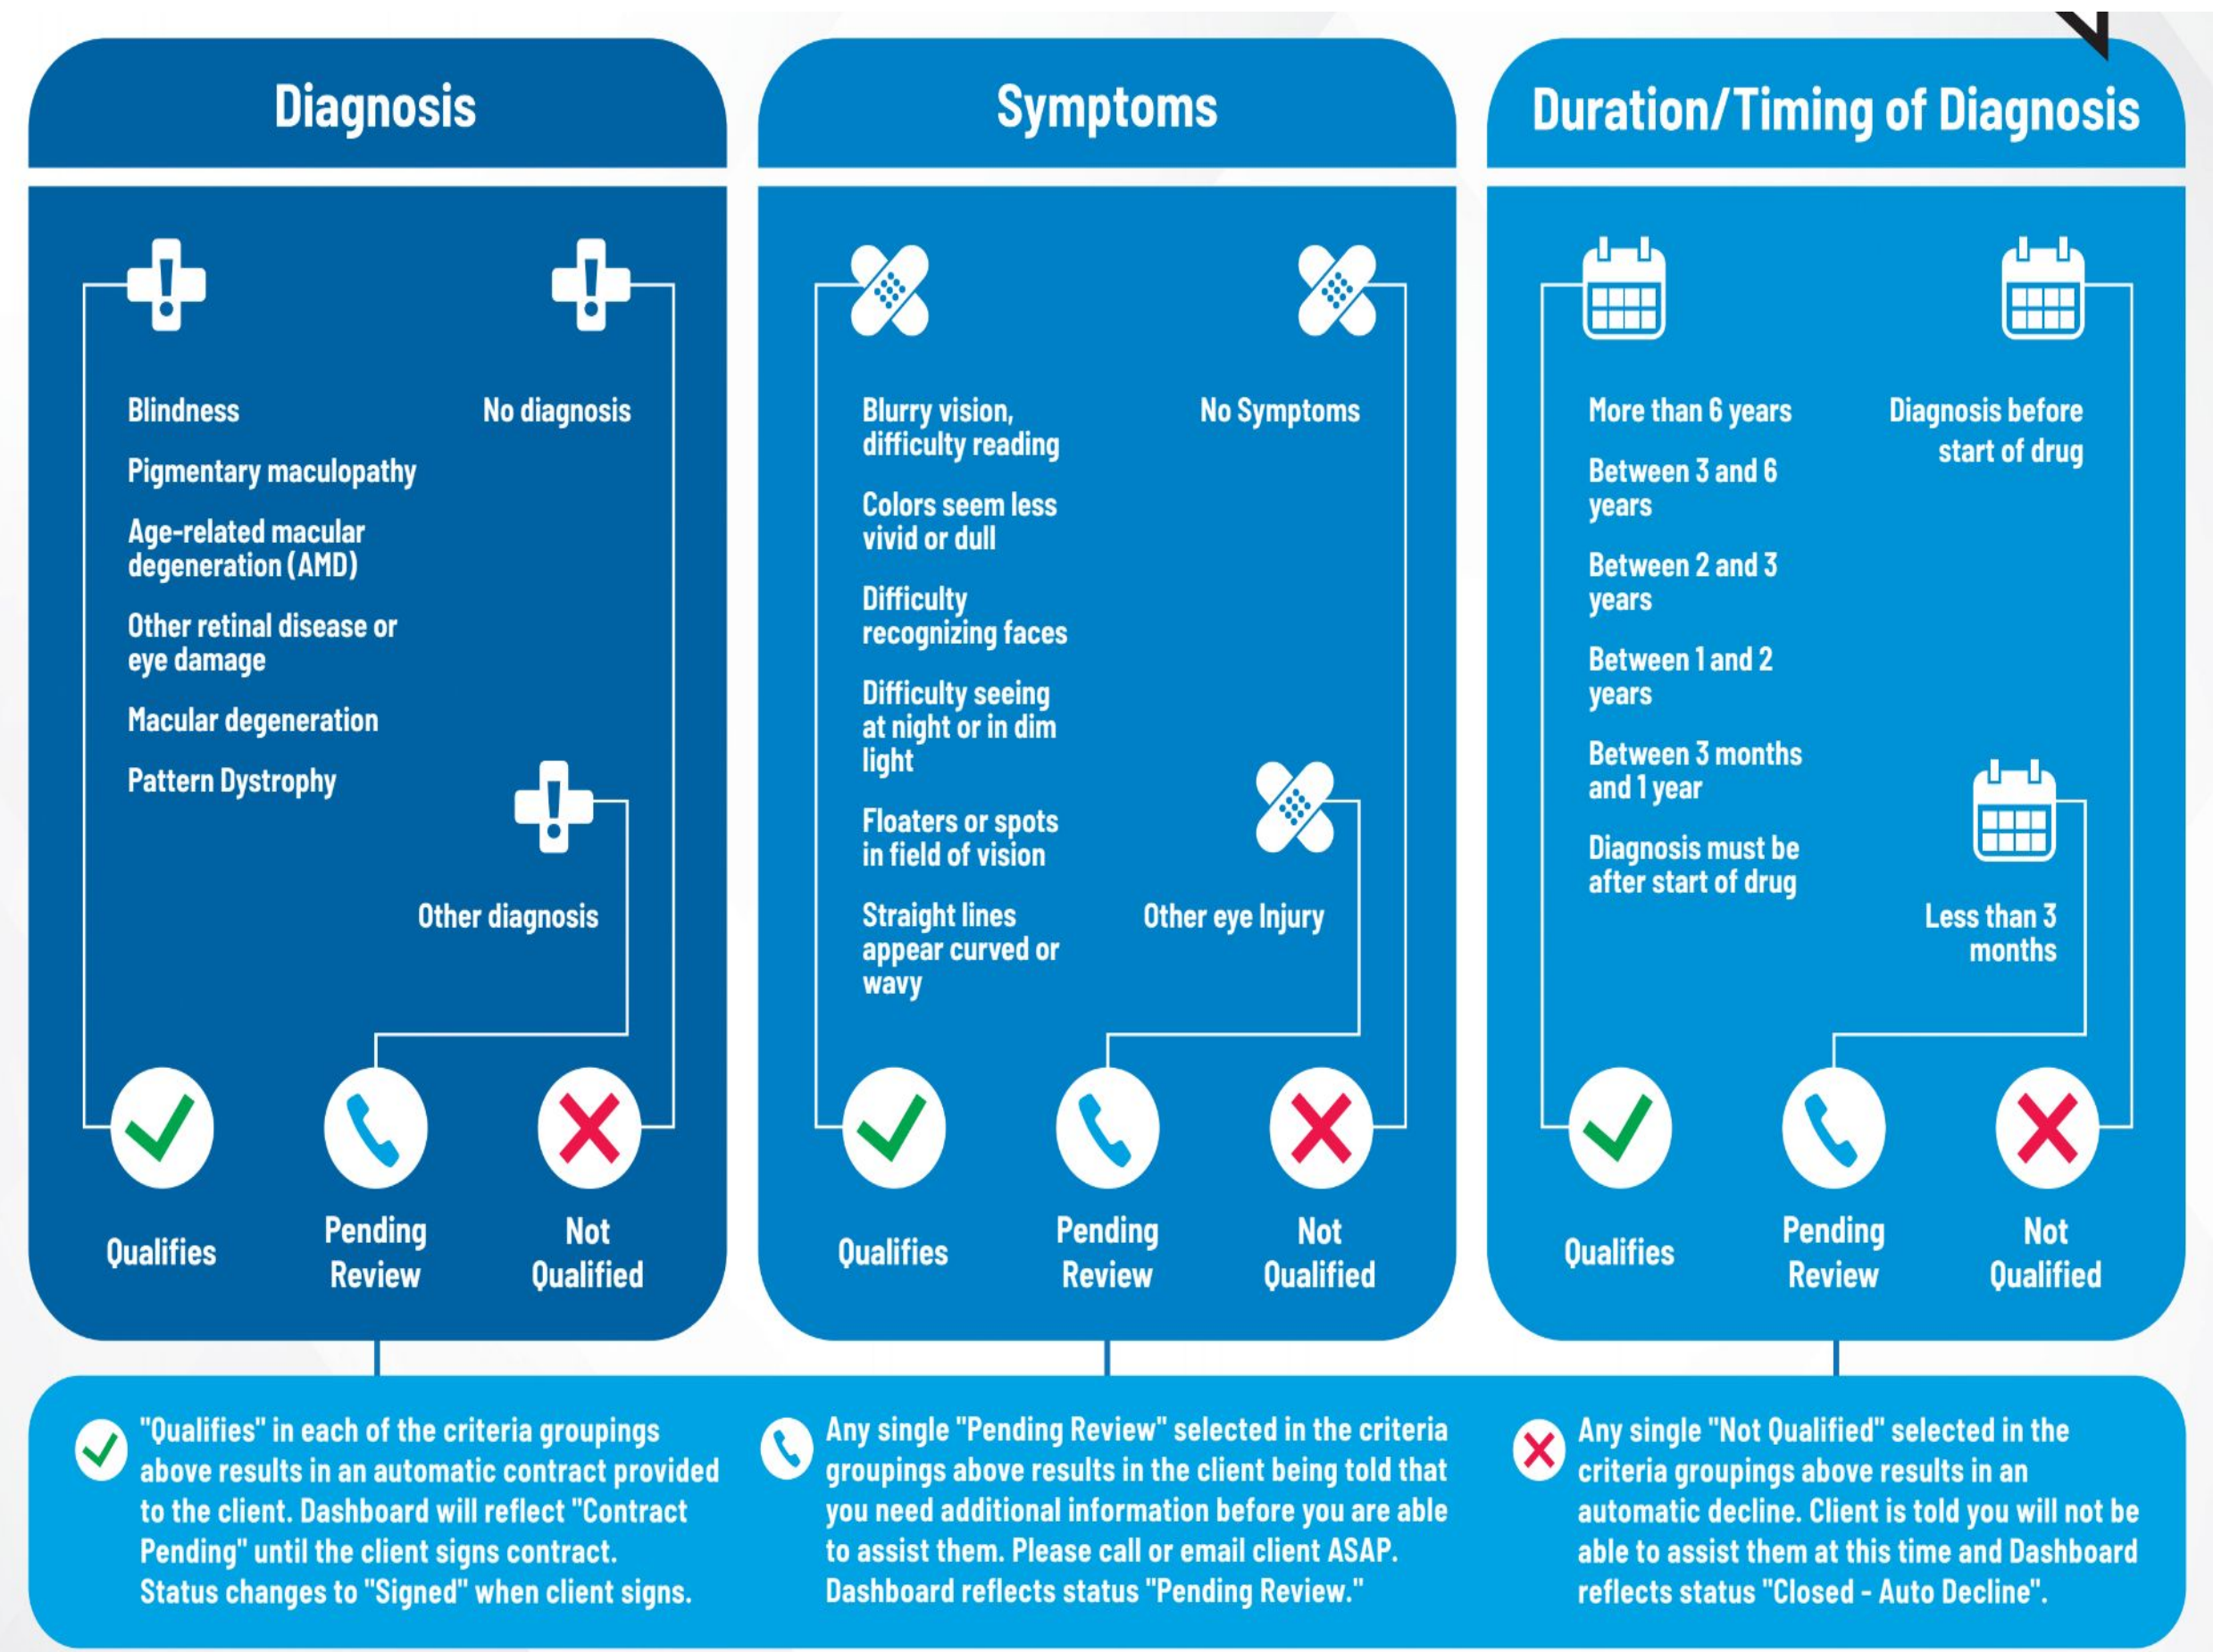 Diagnosis
Blindness
Pigmentary maculopathy
Age-related macular
degeneration (AMD)
Other retinal disease or
eye damage
Macular degeneration
Pattern Dystrophy
No diagnosis
Other diagnosis
Qualifies
Pending
Review
Not
Qualified
Symptoms
Blurry vision,
difficulty reading
Colors seem less
vivid or dull
Difficulty
recognizing faces
Difficulty seeing
at night or in dim
light
Floaters or spots
in field of vision
Straight lines
appear curved or
wavy
No Symptoms
Other eye Injury
Qualifies
Pending
Review
Not
Qualified
Duration/Timing of Diagnosis
More than 6 years
Between 3 and 6
years
Between 2 and 3
years
Between 1 and 2
years
Between 3 months
and 1 year
Diagnosis must be
after start of drug
Diagnosis before
start of drug
Less than 3
months
Qualifies
Pending
Review
Not
Qualified
"Qualifies" in each of the criteria groupings
above results in an automatic contract provided
to the client. Dashboard will reflect "Contract
Pending" until the client signs contract.
Status changes to "Signed" when client signs.
Any single "Pending Review" selected in the criteria
groupings above results in the client being told that
you need additional information before you are able
to assist them. Please call or email client ASAP.
Dashboard reflects status "Pending Review."
Any single "Not Qualified" selected in the
criteria groupings above results in an
automatic decline. Client is told you will not be
able to assist them at this time and Dashboard
reflects status "Closed - Auto Decline".